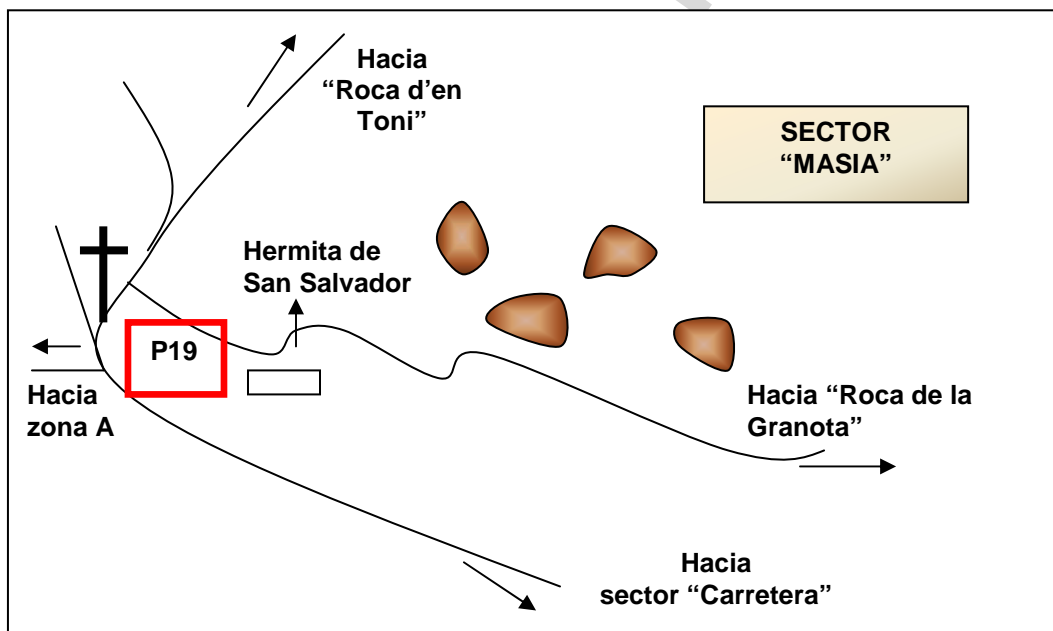 Hacia
“Roca d’en
Toni”
SECTOR
“MASIA”
Hermita de
San Salvador
P19
Hacia
zona A
Hacia “Roca de la
Granota”
Hacia
sector “Carretera”